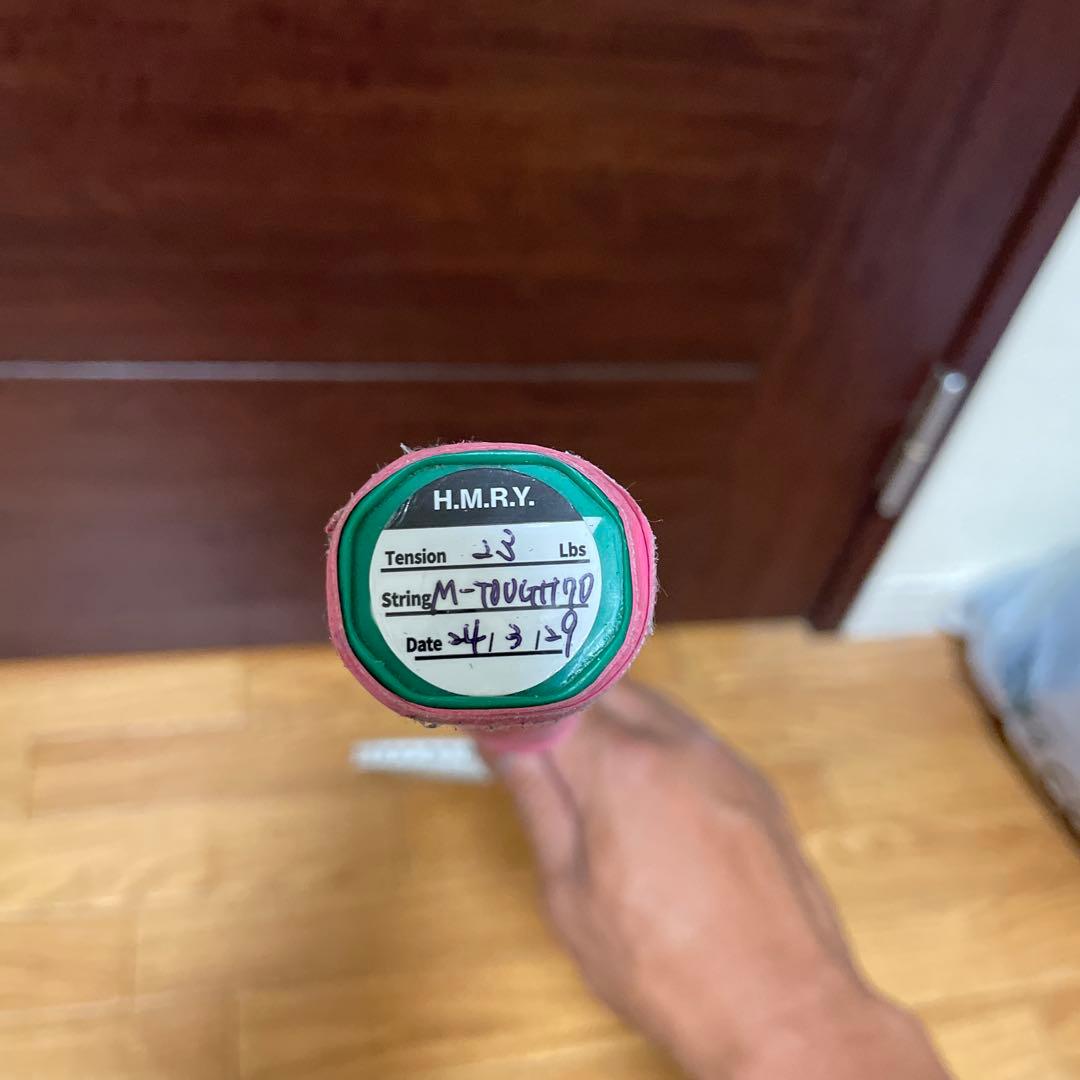 H.M.R.Y.
Tension 23 Lbs
String M-TOUGH70
Date 24/3/29